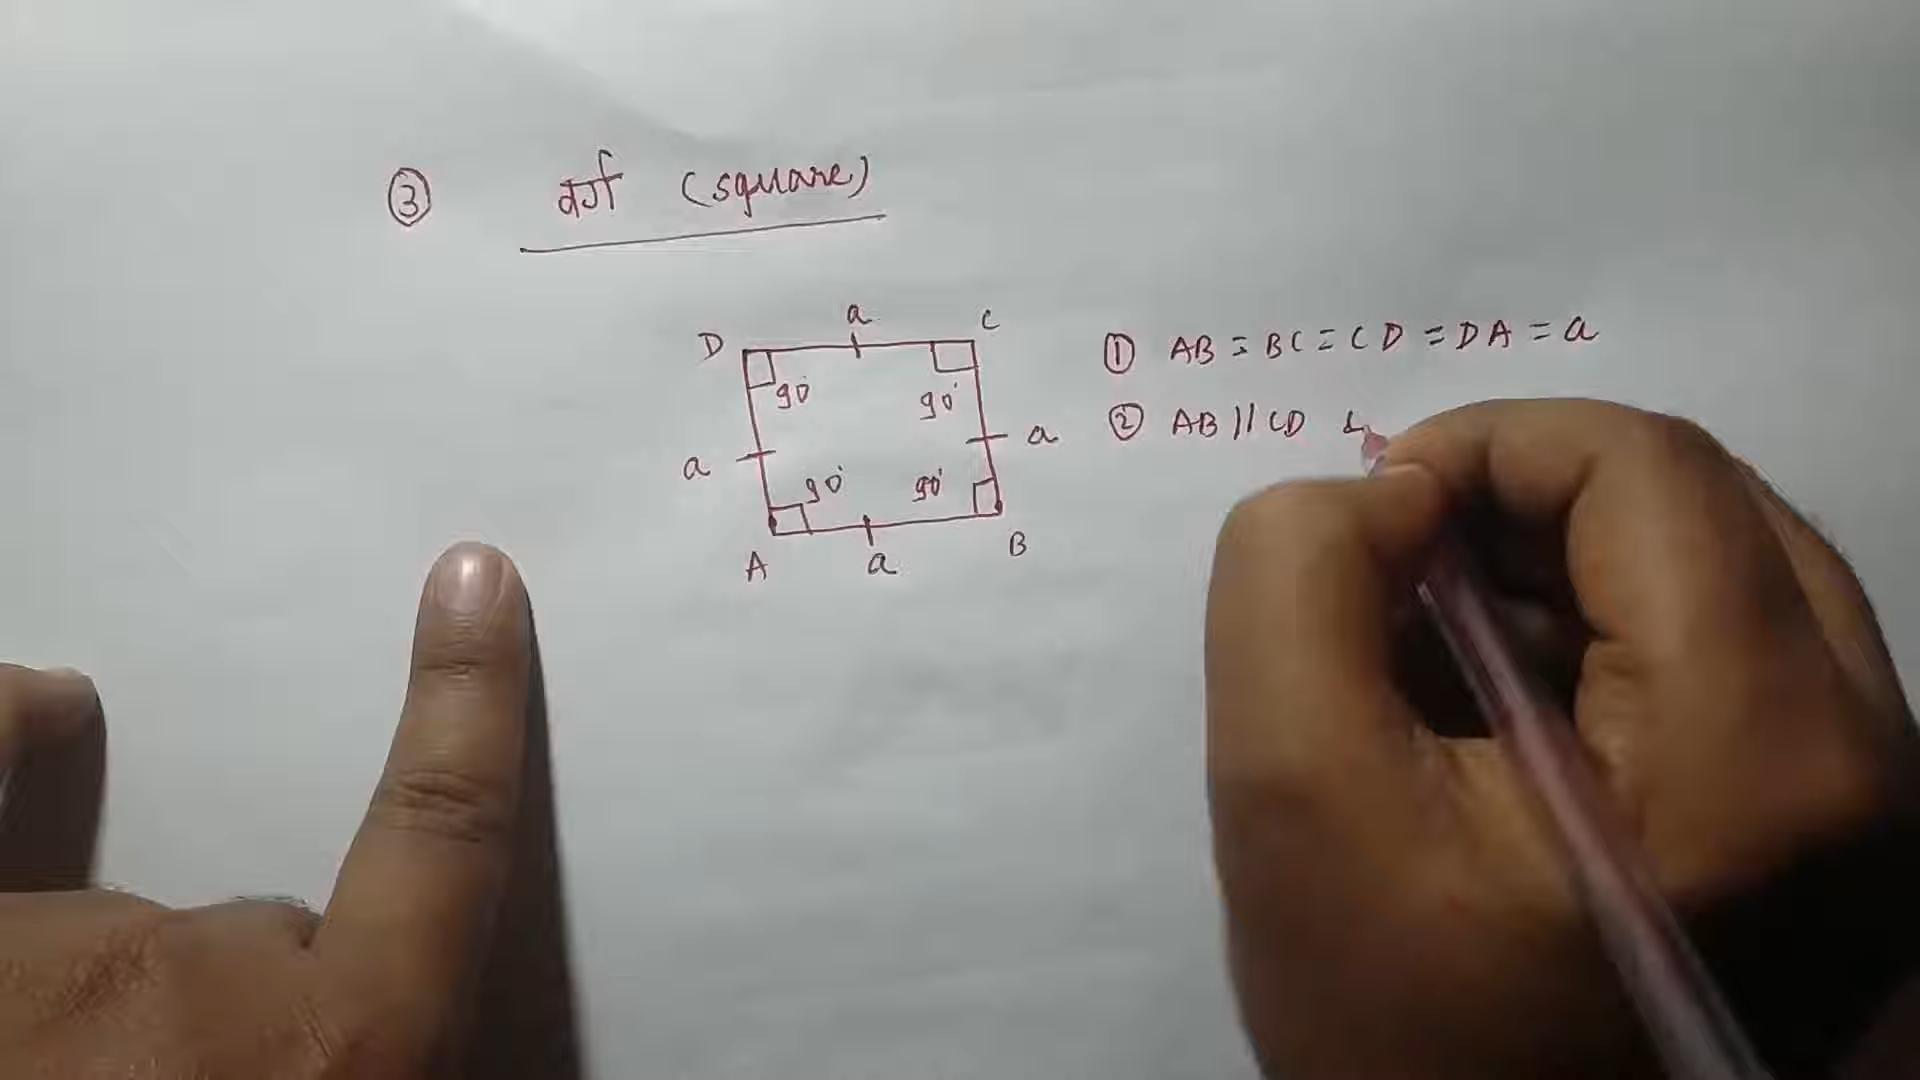 ③ वर्ग (square)
a
D C
90° 90°
① AB = BC = CD = DA = a
② AB || CD &
a a
90° 90°
A a B